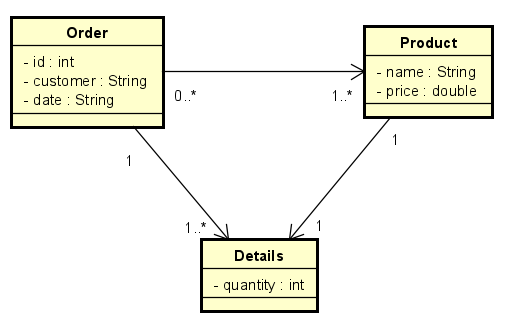 Order
- id : int
- customer : String
- date : String
Product
- name : String
- price : double
0..*
1..*
1
1
1..*
1
Details
- quantity : int